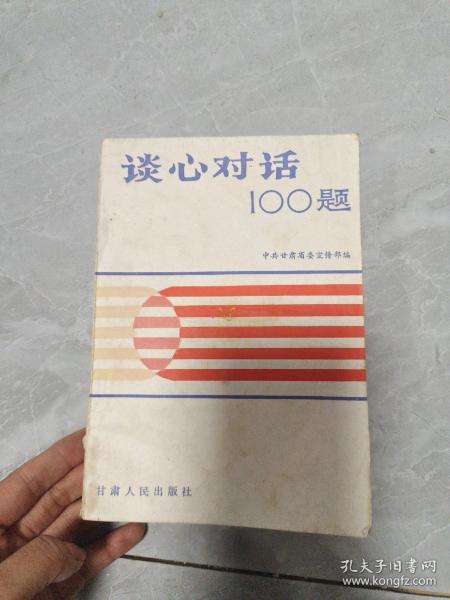 谈心对话
100题
中共甘肃省委宣传部编
甘肃人民出版社
孔夫子旧书网
www.kongfz.com